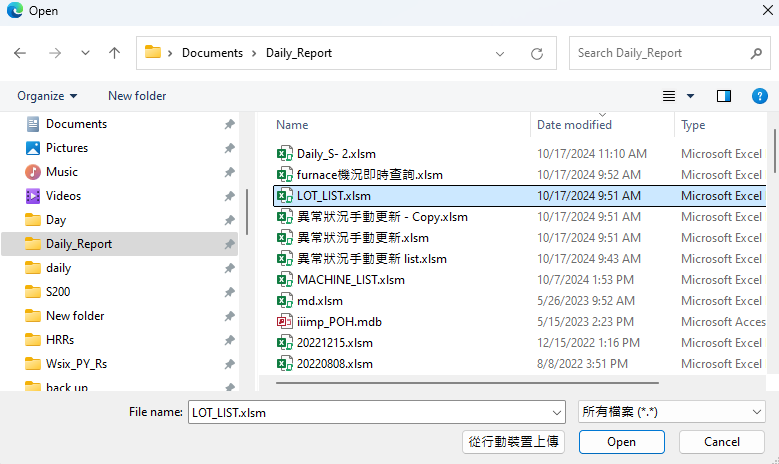 Open
Documents > Daily_Report
Search Daily_Report
Organize
New folder
?
Documents
Pictures
Music
Videos
Day
Daily_Report
daily
S200
New folder
HRRs
Wsix_PY_Rs
back up
Name Date modified Type
Daily_S- 2.xlsm 10/17/2024 11:10 AM Microsoft Excel
furnace機況即時查詢.xlsm 10/17/2024 9:52 AM Microsoft Excel
LOT_LIST.xlsm 10/17/2024 9:51 AM Microsoft Excel
異常狀況手動更新 - Copy.xlsm 10/17/2024 9:51 AM Microsoft Excel
異常狀況手動更新.xlsm 10/17/2024 9:51 AM Microsoft Excel
異常狀況手動更新 list.xlsm 10/17/2024 9:43 AM Microsoft Excel
MACHINE_LIST.xlsm 10/7/2024 1:53 PM Microsoft Excel
md.xlsm 5/26/2023 9:52 AM Microsoft Excel
iiimp_POH.mdb 5/15/2023 2:23 PM Microsoft Acces
20221215.xlsm 12/15/2022 1:16 PM Microsoft Excel
20220808.xlsm 8/8/2022 3:51 PM Microsoft Excel
File name: LOT_LIST.xlsm 所有檔案 (*.*)
從行動裝置上傳 Open Cancel